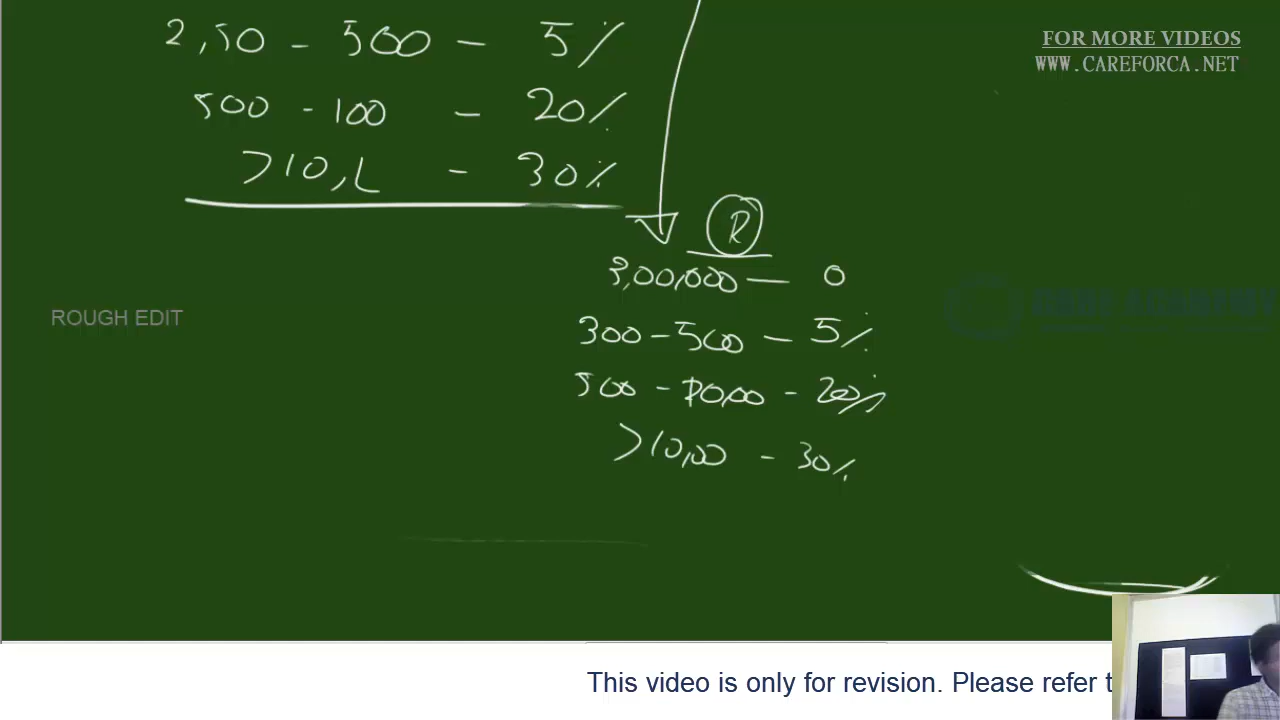 2,50 - 500 - 5%
500 - 100 - 20%
>10,L - 30%
FOR MORE VIDEOS
WWW.CAREFORCA.NET
R
3,00,000 — 0
300 - 500 - 5%
500 - 10,00 - 20%
>10,00 - 30%
ROUGH EDIT
CARE ACADEMY
This video is only for revision. Please refer t